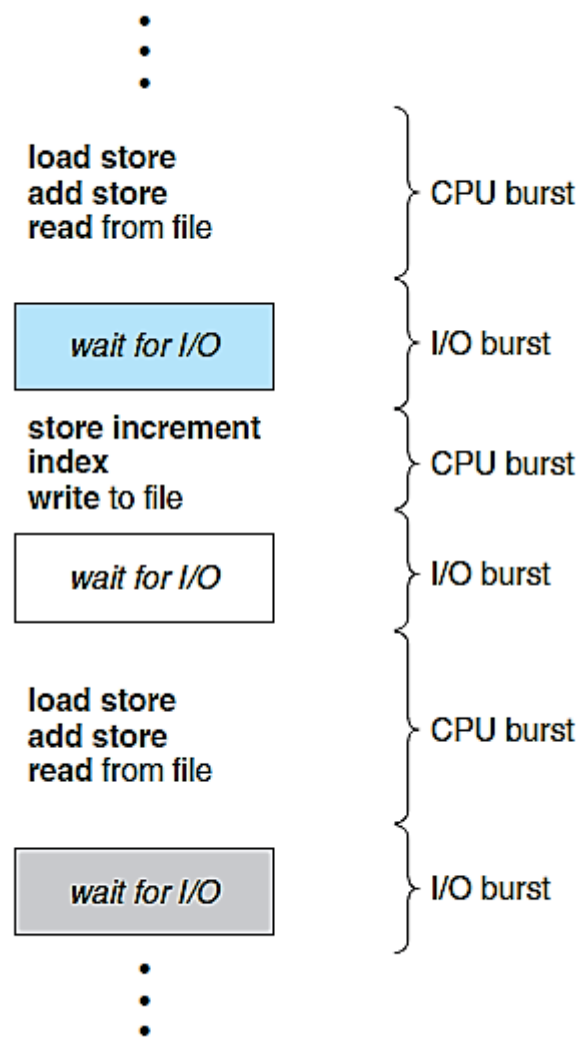 load store
add store
read from file
CPU burst
wait for I/O
I/O burst
store increment
index
write to file
CPU burst
wait for I/O
I/O burst
load store
add store
read from file
CPU burst
wait for I/O
I/O burst